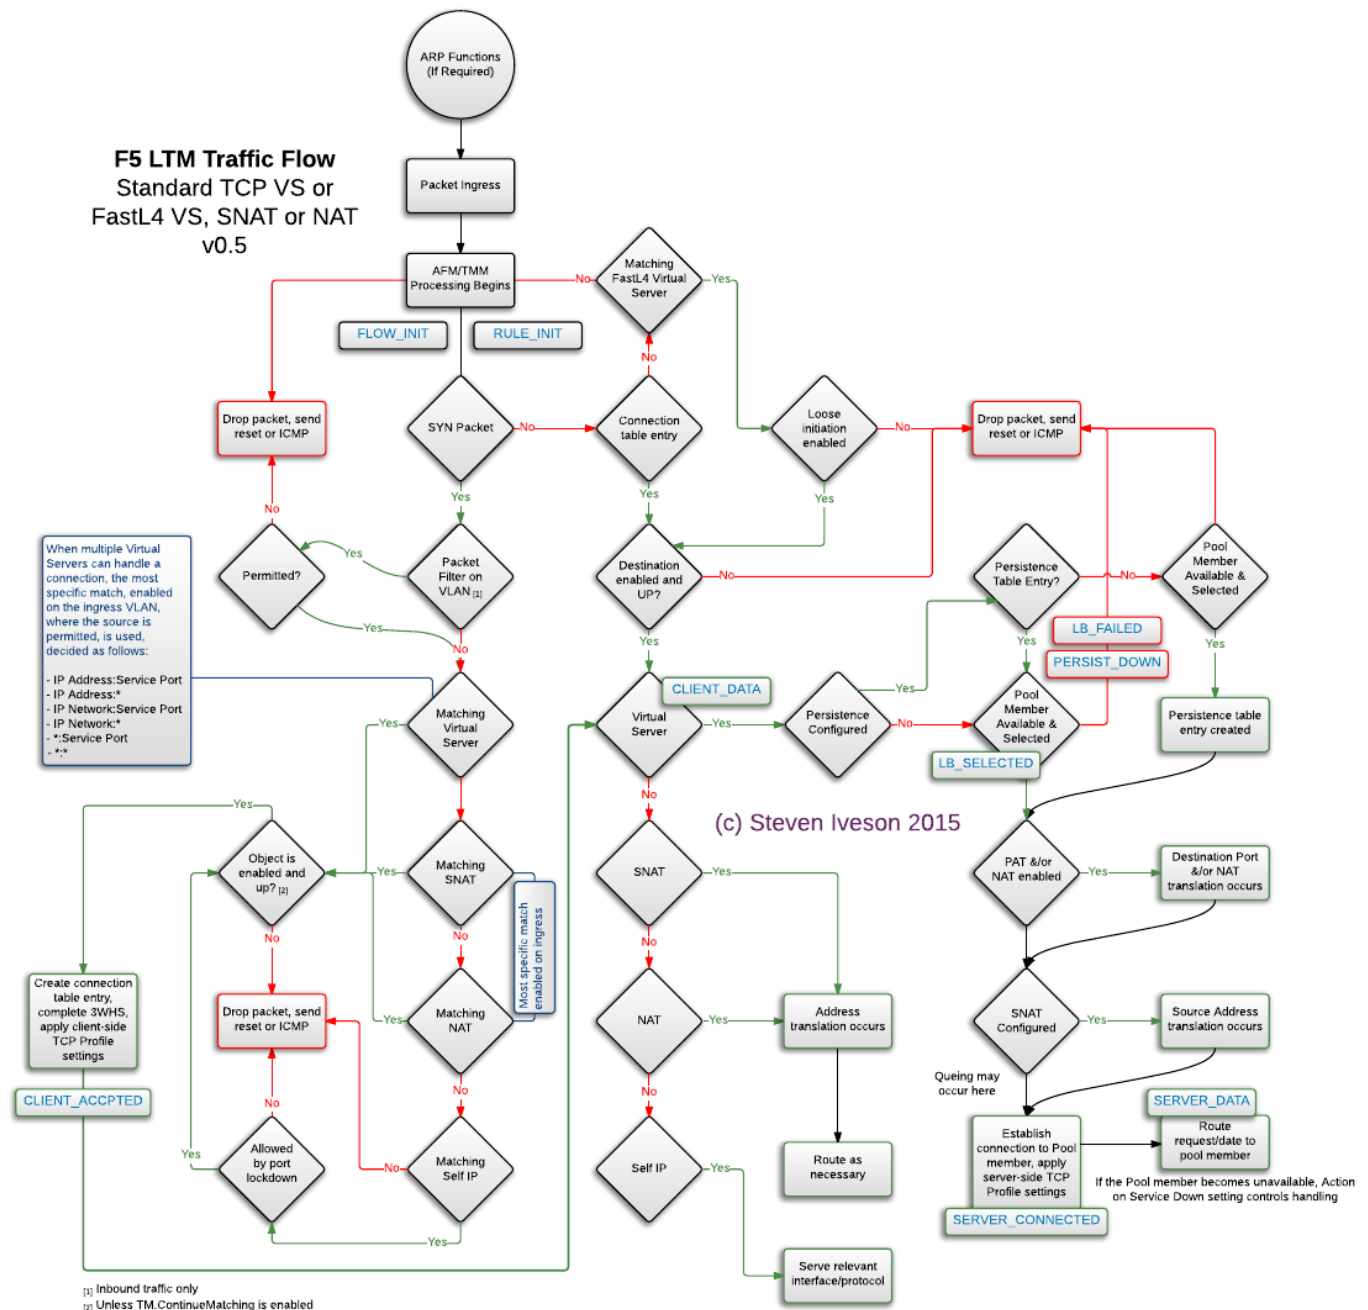 ARP Functions
(If Required)
F5 LTM Traffic Flow
Standard TCP VS or
FastL4 VS, SNAT or NAT
v0.5
Packet Ingress
AFM/TMM
Processing Begins
No
Matching
FastL4 Virtual
Server
Yes
FLOW_INIT
RULE_INIT
No
Drop packet, send
reset or ICMP
SYN Packet
No
Connection
table entry
Loose
initiation
enabled
No
Drop packet, send
reset or ICMP
No
Yes
Yes
Yes
When multiple Virtual
Servers can handle a
connection, the most
specific match, enabled
on the ingress VLAN,
where the source is
permitted, is used,
decided as follows:
- IP Address:Service Port
- IP Address:*
- IP Network:Service Port
- IP Network:*
- *:Service Port
- *:*
Permitted?
Yes
Packet
Filter on
VLAN [1]
Destination
enabled and
UP?
No
Persistence
Table Entry?
No
Pool
Member
Available &
Selected
Yes
No
Yes
Yes
LB_FAILED
Yes
PERSIST_DOWN
CLIENT_DATA
Yes
Yes
Matching
Virtual
Server
Virtual
Server
Yes
Persistence
Configured
No
Pool
Member
Available &
Selected
Persistence table
entry created
LB_SELECTED
No
No
Yes
(c) Steven Iveson 2015
Object is
enabled and
up? [2]
Yes
Matching
SNAT
Most specific match
enabled on ingress
SNAT
Yes
PAT &/or
NAT enabled
Yes
Destination Port
&/or NAT
translation occurs
No
No
No
Create connection
table entry,
complete 3WHS,
apply client-side
TCP Profile
settings
Drop packet, send
reset or ICMP
Yes
Matching
NAT
NAT
Yes
Address
translation occurs
SNAT
Configured
Yes
Source Address
translation occurs
Queing may
occur here
CLIENT_ACCPTED
No
No
No
SERVER_DATA
Yes
Allowed
by port
lockdown
No
Matching
Self IP
Self IP
Yes
Route as
necessary
Establish
connection to Pool
member, apply
server-side TCP
Profile settings
Route
request/date to
pool member
If the Pool member becomes unavailable, Action
on Service Down setting controls handling
SERVER_CONNECTED
Yes
Serve relevant
interface/protocol
[1] Inbound traffic only
[2] Unless TM.ContinueMatching is enabled